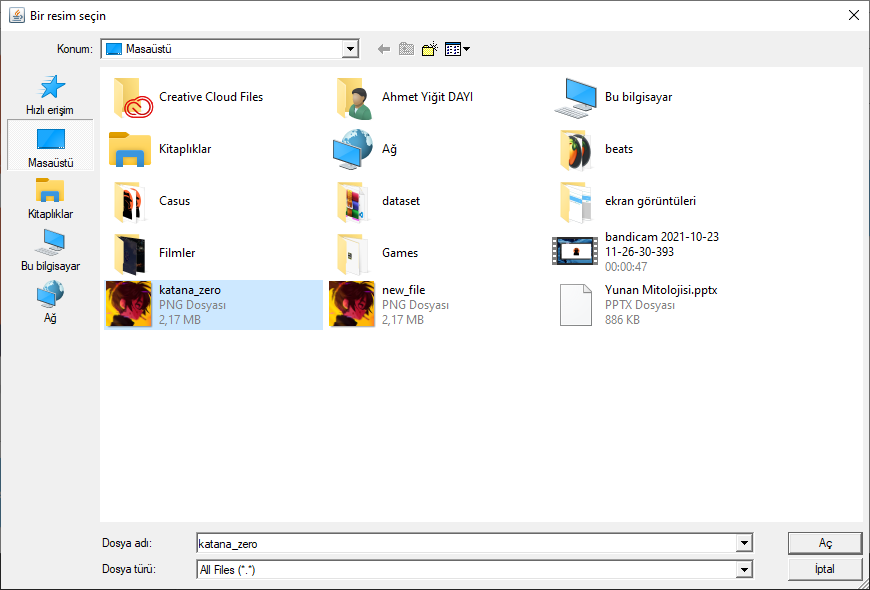 Bir resim seçin
Konum:
Masaüstü
Hızlı erişim
Masaüstü
Kitaplıklar
Bu bilgisayar
Ağ
Creative Cloud Files
Ahmet Yiğit DAYI
Bu bilgisayar
Kitaplıklar
Ağ
beats
Casus
dataset
ekran görüntüleri
Filmler
Games
bandicam 2021-10-23
11-26-30-393
00:00:47
katana_zero
PNG Dosyası
2,17 MB
new_file
PNG Dosyası
2,17 MB
Yunan Mitolojisi.pptx
PPTX Dosyası
886 KB
Dosya adı:
katana_zero
Aç
Dosya türü:
All Files (*.*)
İptal